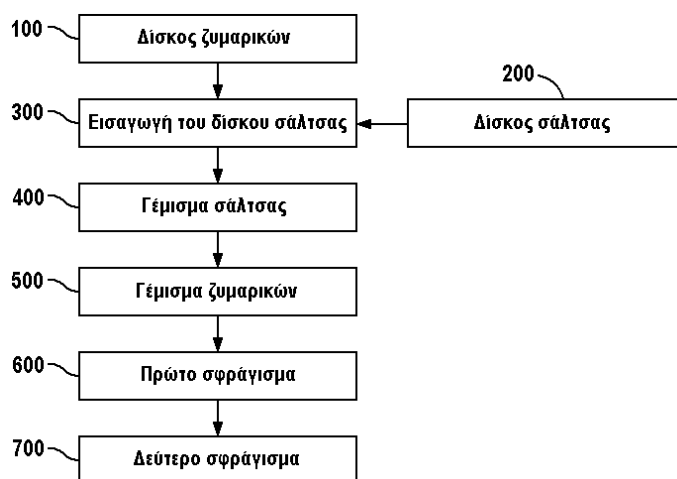 100
Δίσκος ζυμαρικών
200
300
Εισαγωγή του δίσκου σάλτσας
Δίσκος σάλτσας
400
Γέμισμα σάλτσας
500
Γέμισμα ζυμαρικών
600
Πρώτο σφράγισμα
700
Δεύτερο σφράγισμα